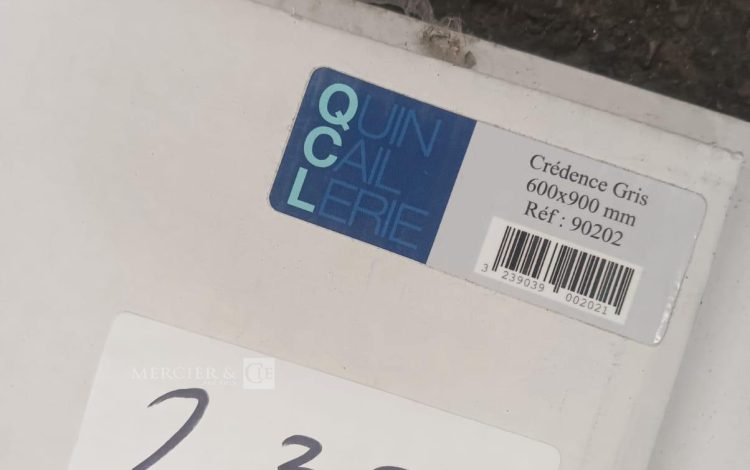 QUIN
CAIL
LERIE
Crédence Gris
600x900 mm
Réf : 90202
3 239039 002021
MERCIER & CIE